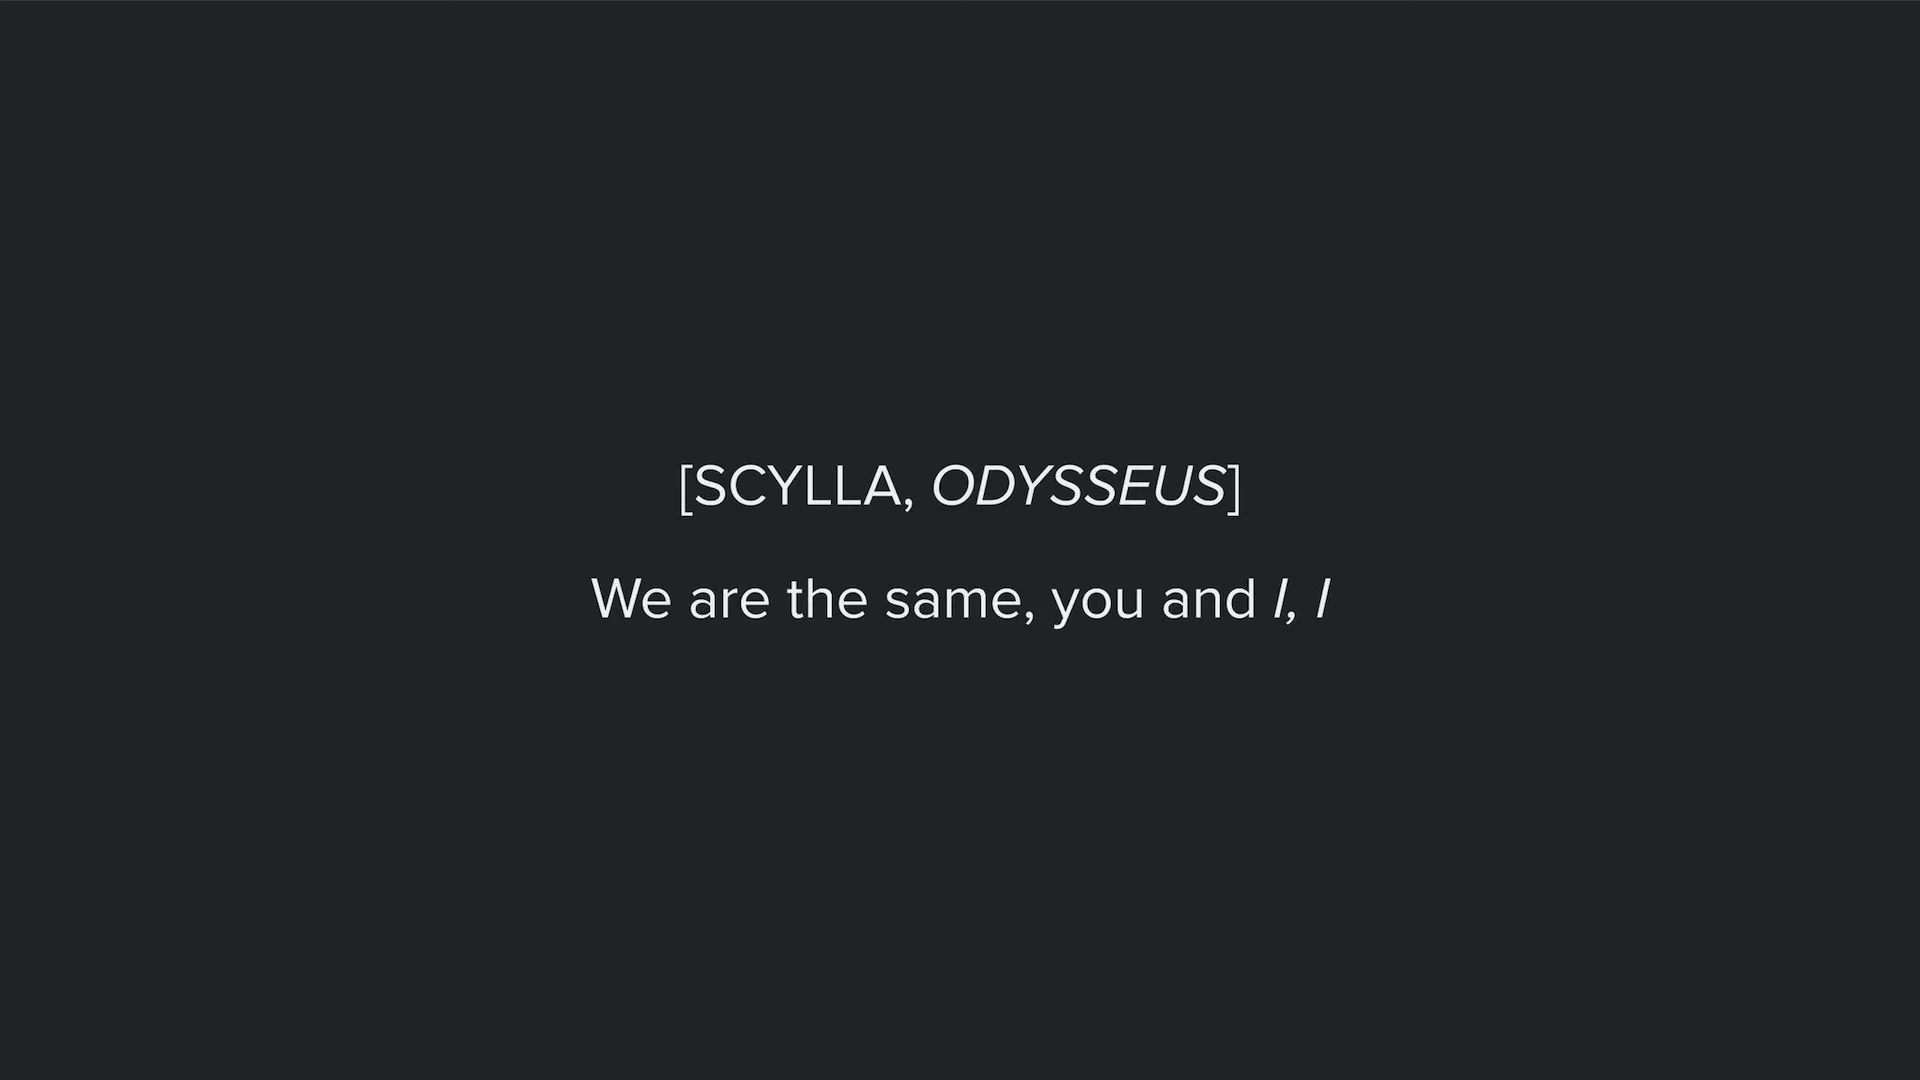 [SCYLLA, ODYSSEUS]
We are the same, you and I, I